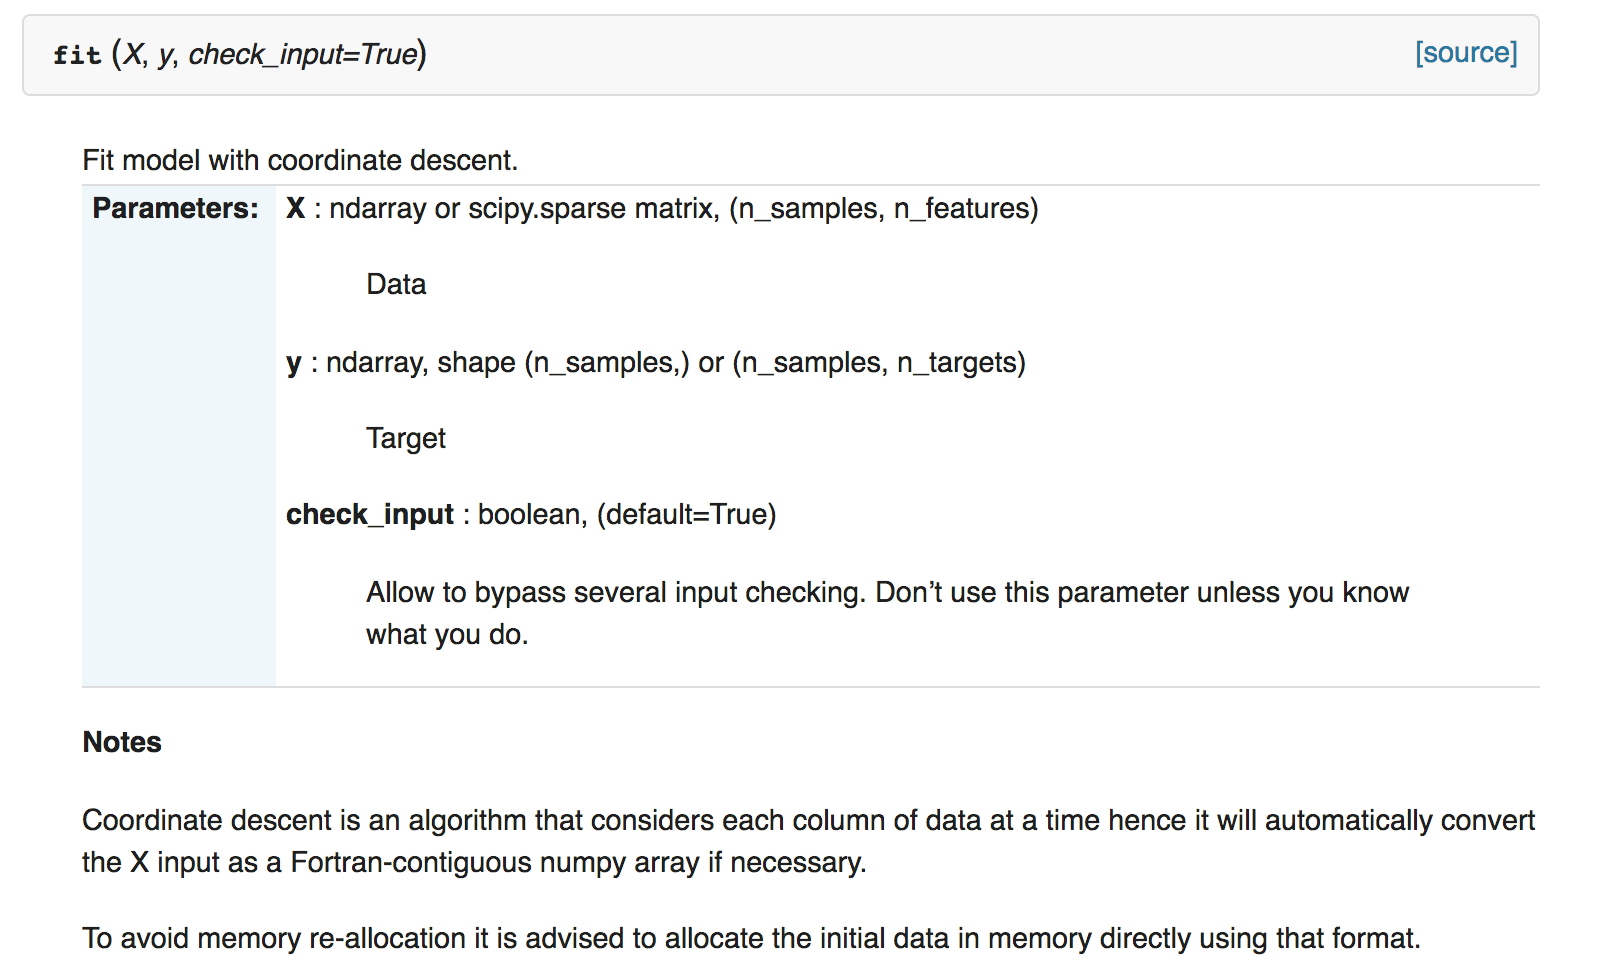 fit (X, y, check_input=True) [source]
Fit model with coordinate descent.
Parameters: X : ndarray or scipy.sparse matrix, (n_samples, n_features)
Data
y : ndarray, shape (n_samples,) or (n_samples, n_targets)
Target
check_input : boolean, (default=True)
Allow to bypass several input checking. Don’t use this parameter unless you know
what you do.
Notes
Coordinate descent is an algorithm that considers each column of data at a time hence it will automatically convert
the X input as a Fortran-contiguous numpy array if necessary.
To avoid memory re-allocation it is advised to allocate the initial data in memory directly using that format.